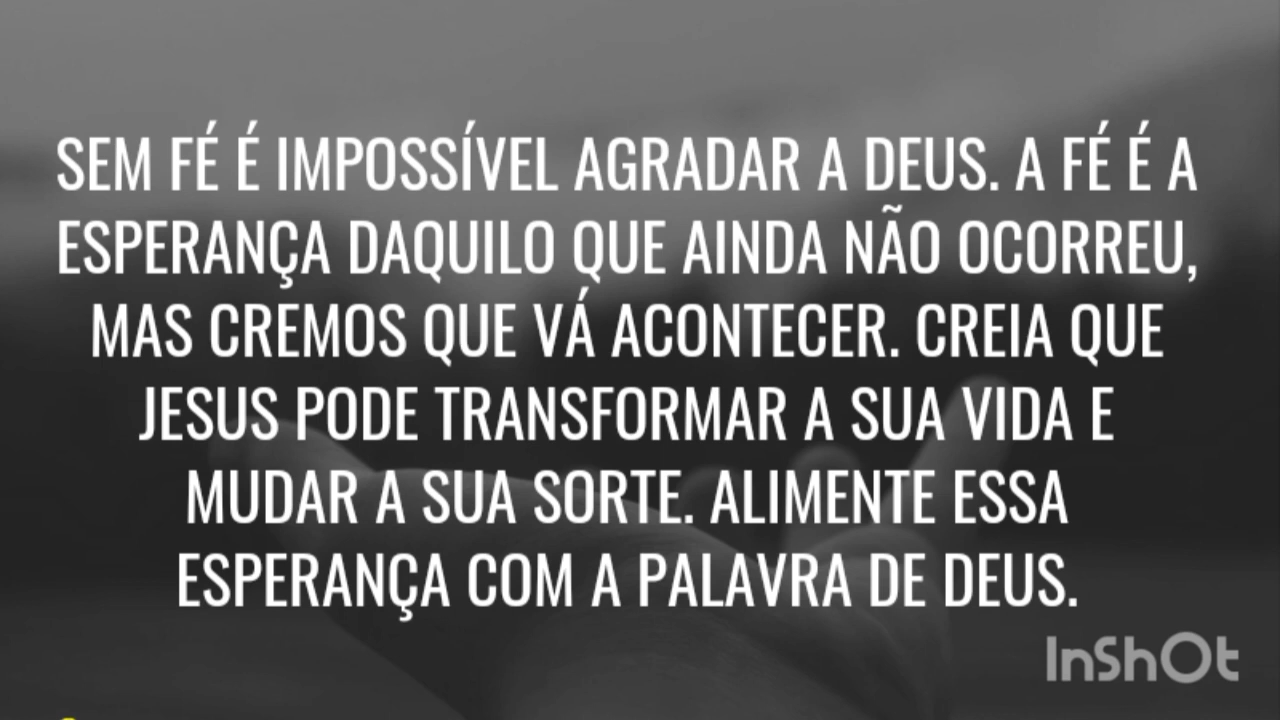 SEM FÉ É IMPOSSÍVEL AGRADAR A DEUS. A FÉ É A
ESPERANÇA DAQUILO QUE AINDA NÃO OCORREU,
MAS CREMOS QUE VÁ ACONTECER. CREIA QUE
JESUS PODE TRANSFORMAR A SUA VIDA E
MUDAR A SUA SORTE. ALIMENTE ESSA
ESPERANÇA COM A PALAVRA DE DEUS.
InShOt